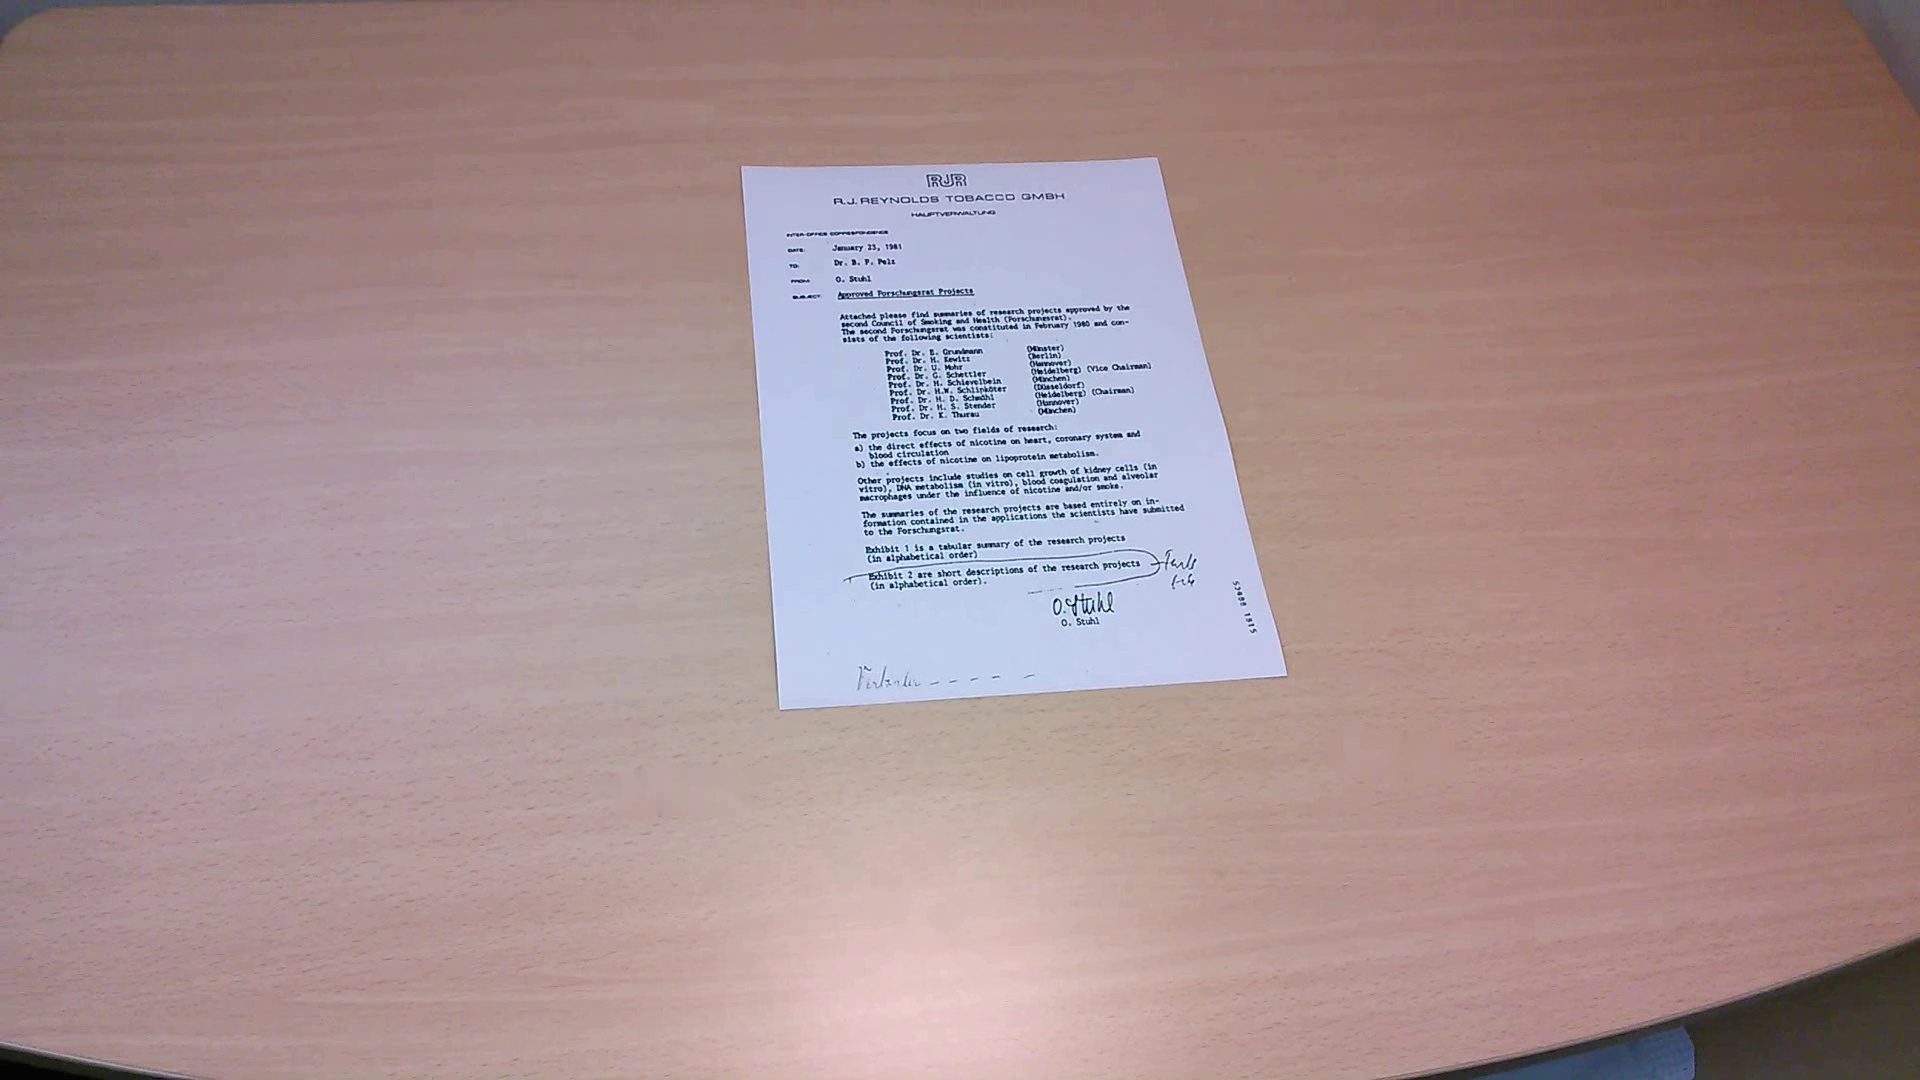 RJR
R.J. REYNOLDS TOBACCO GMBH
HAUPTVERWALTUNG
INTER-OFFICE CORRESPONDENCE
DATE: January 23, 1981
TO: Dr. B. F. Pelz
FROM: O. Stuhl
SUBJECT: Approved Forschungsrat Projects
Attached please find summaries of research projects approved by the
second Council of Smoking and Health (Forschungsrat).
The second Forschungsrat was constituted in February 1980 and con-
sists of the following scientists:
Prof. Dr. E. Grundmann (Münster)
Prof. Dr. H. Kewitz (Berlin)
Prof. Dr. U. Mohr (Hannover)
Prof. Dr. G. Schettler (Heidelberg) (Vice Chairman)
Prof. Dr. H. Schievelbein (München)
Prof. Dr. H.W. Schlipköter (Düsseldorf)
Prof. Dr. H. D. Schmähl (Heidelberg) (Chairman)
Prof. Dr. H. S. Stender (Hannover)
Prof. Dr. K. Thurau (München)
The projects focus on two fields of research:
a) the direct effects of nicotine on heart, coronary system and
blood circulation
b) the effects of nicotine on lipoprotein metabolism.
Other projects include studies on cell growth of kidney cells (in
vitro), DNA metabolism (in vitro), blood coagulation and alveolar
macrophages under the influence of nicotine and/or smoke.
The summaries of the research projects are based entirely on in-
formation contained in the applications the scientists have submitted
to the Forschungsrat.
Exhibit 1 is a tabular summary of the research projects
(in alphabetical order)
Exhibit 2 are short descriptions of the research projects
(in alphabetical order).
O. Stuhl
O. Stuhl